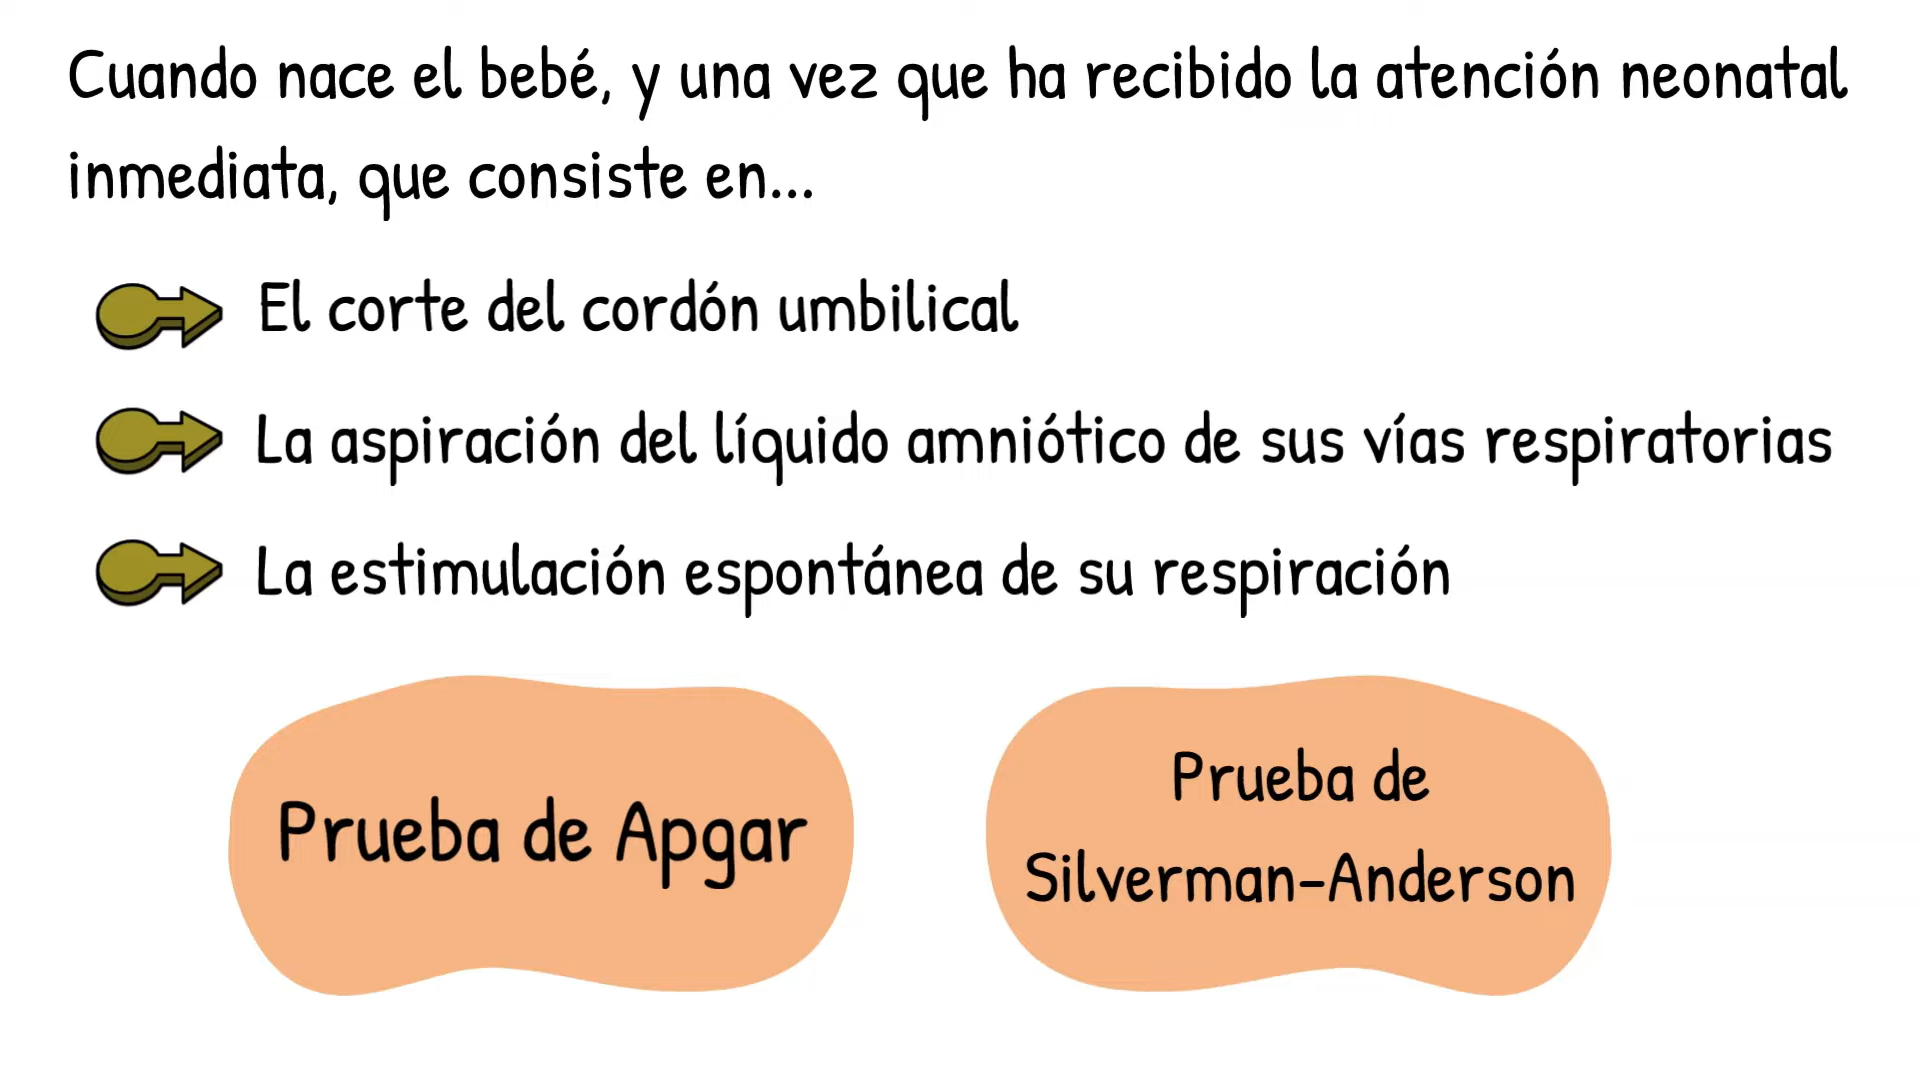 Cuando nace el bebé, y una vez que ha recibido la atención neonatal
inmediata, que consiste en...
El corte del cordón umbilical
La aspiración del líquido amniótico de sus vías respiratorias
La estimulación espontánea de su respiración
Prueba de Apgar
Prueba de
Silverman-Anderson